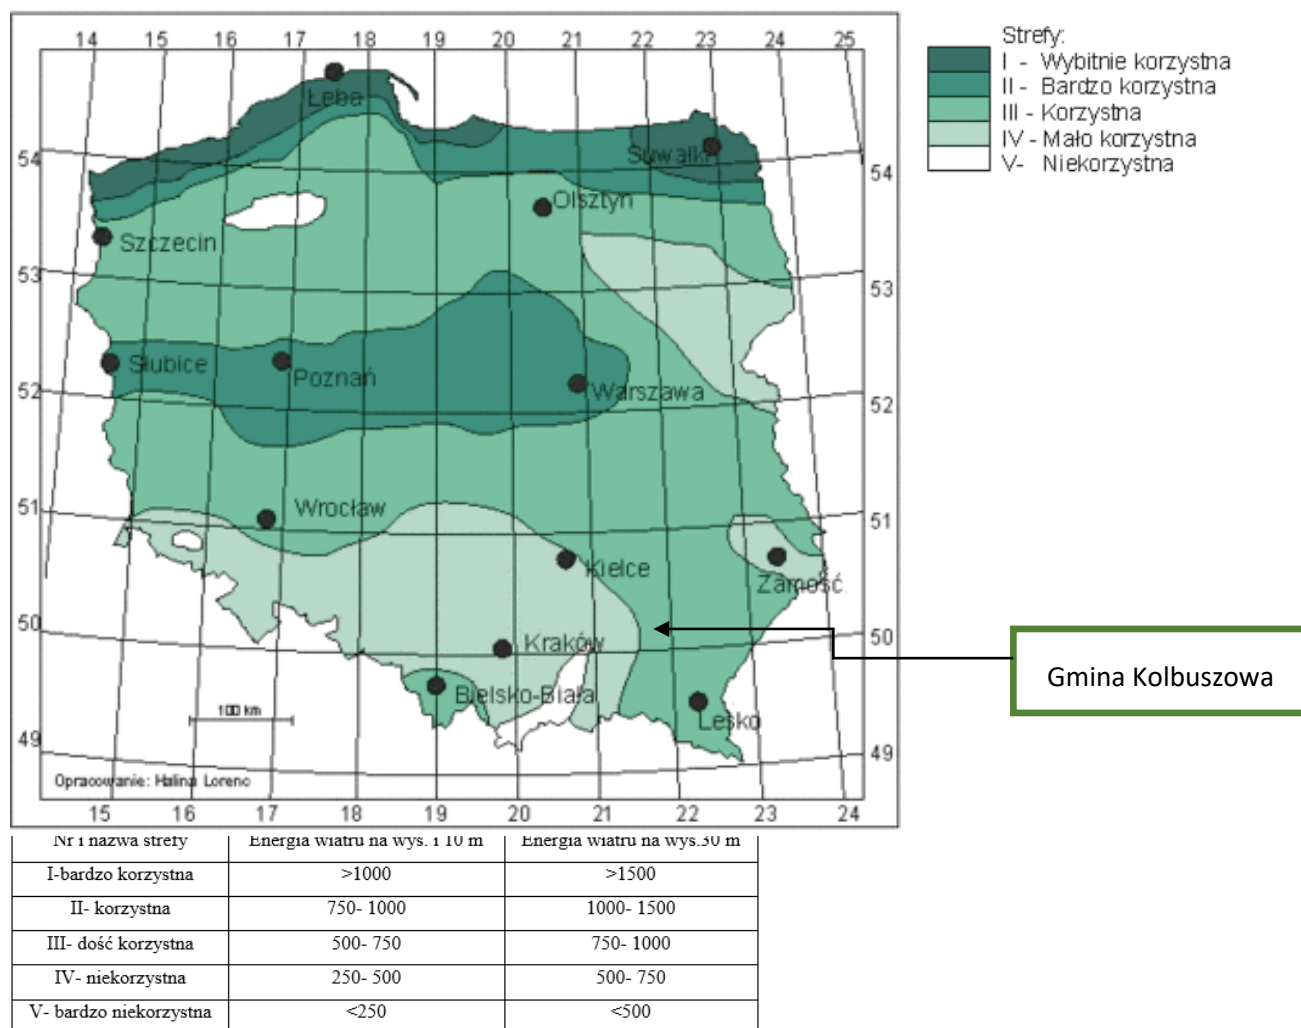 14 15 16 17 18 19 20 21 22 23 25
Strefy:
I - Wybitnie korzystna
II - Bardzo korzystna
III - Korzystna
IV - Mało korzystna
V- Niekorzystna
Łeba
54
Suwałki
54
Olsztyn
Szczecin
53
53
Słubice
Poznań
Warszawa
52
52
Wrocław
51
51
Kielce
Zamość
50
Kraków
50
Gmina Kolbuszowa
Bielsko-Biała
Lesko
100 km
49
49
Opracowanie: Halina Lorenc
15 16 17 18 19 20 21 22 23 24
Nr i nazwa strefy Energia wiatru na wys. i 10 m Energia wiatru na wys.30 m
I-bardzo korzystna >1000 >1500
II- korzystna 750- 1000 1000- 1500
III- dość korzystna 500- 750 750- 1000
IV- niekorzystna 250- 500 500- 750
V- bardzo niekorzystna <250 <500